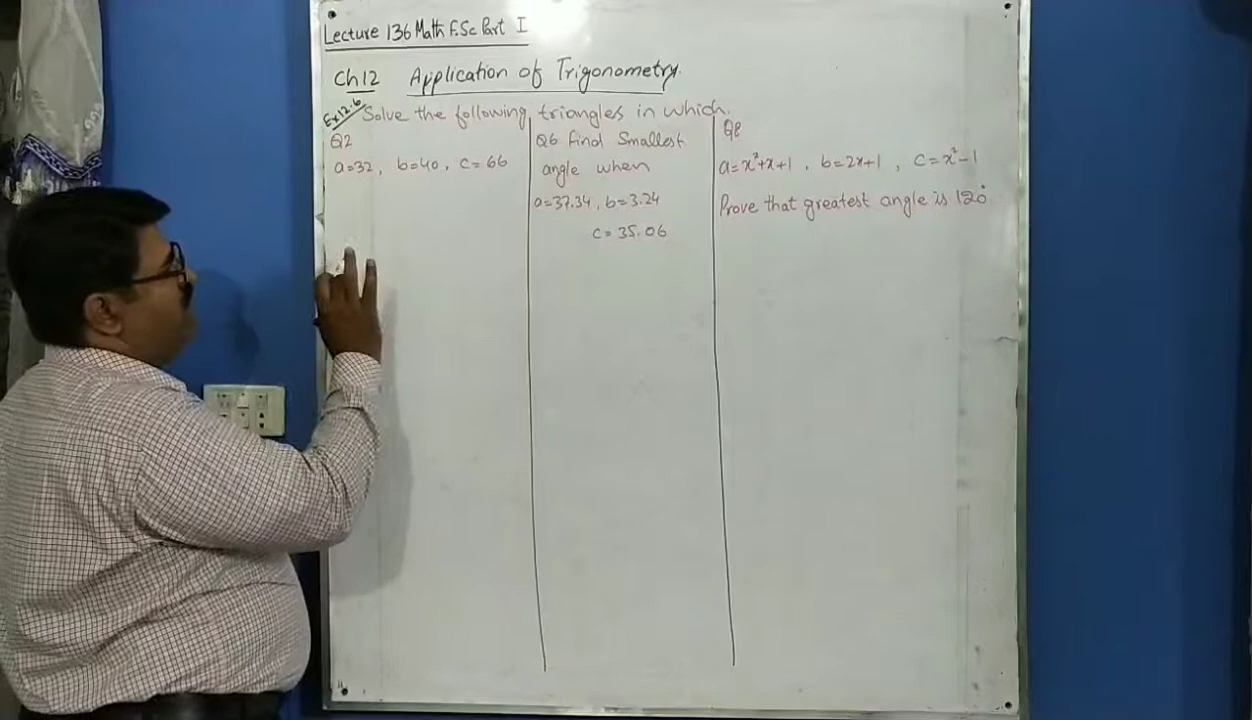 Lecture 136 Math F.Sc Part I
Ch12 Application of Trigonometry.
Ex12.6 Solve the following triangles in which.
Q2
a=32, b=40, c=66
Q6 Find Smallest
angle when
a=37.34, b=3.24
c=35.06
Q8
a=x²+x+1, b=2x+1, c=x²-1
Prove that greatest angle is 120°